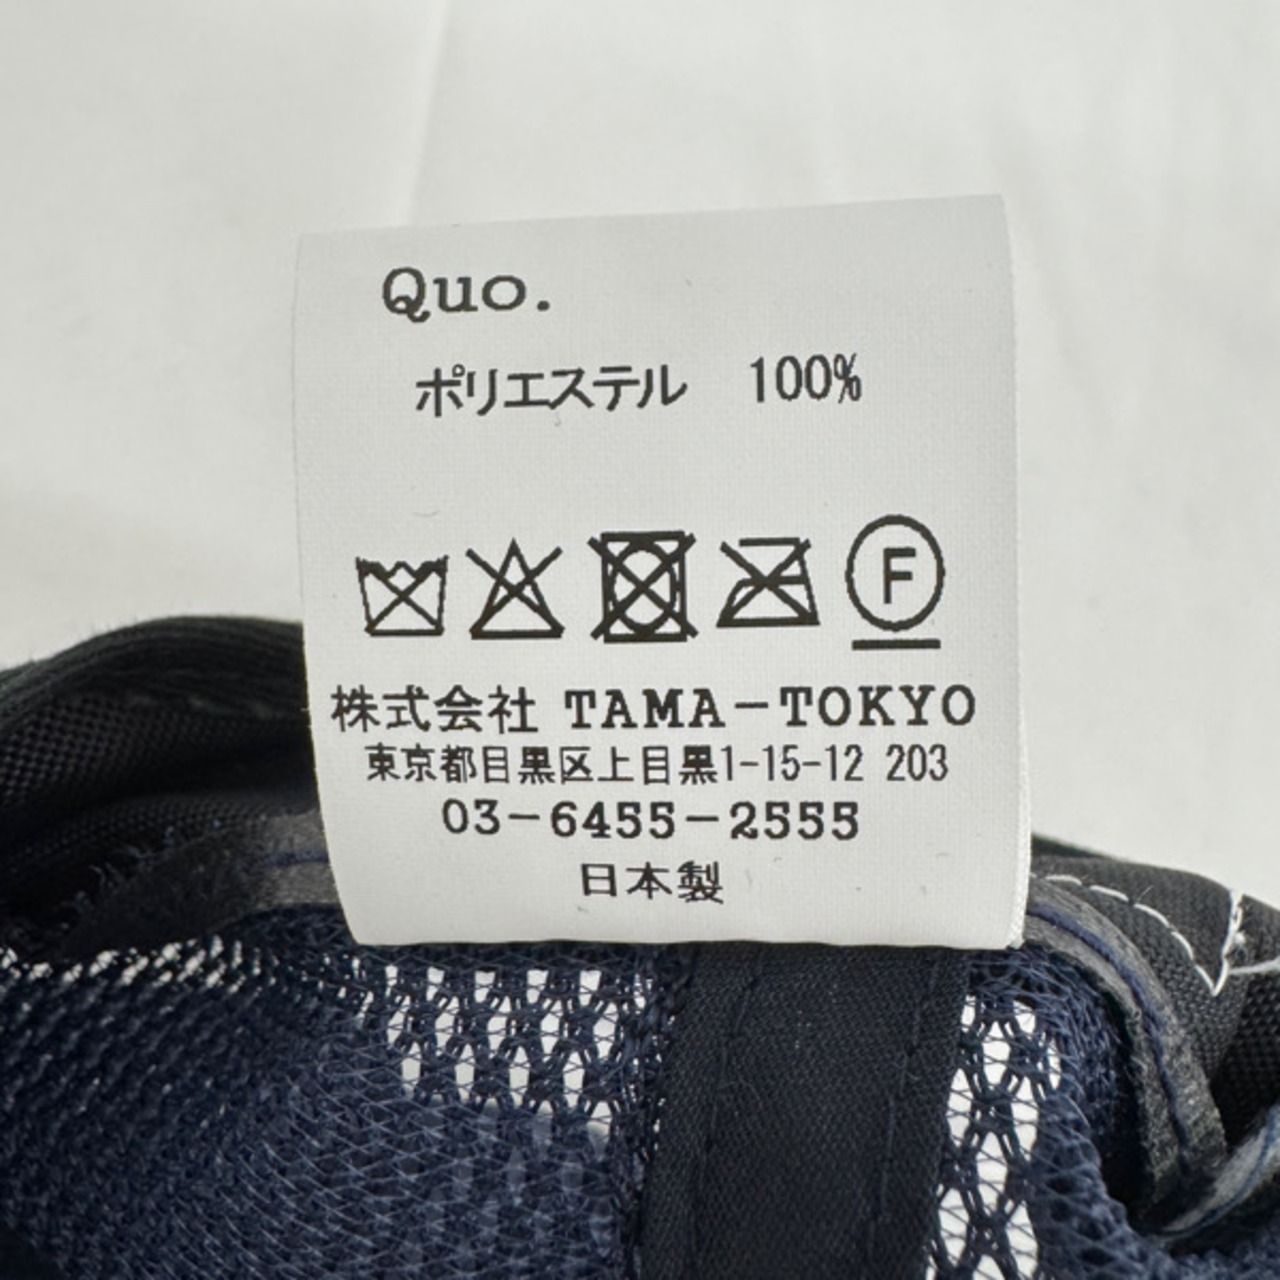 Quo.
ポリエステル 100%
F
株式会社 TAMA-TOKYO
東京都目黒区上目黒1-15-12 203
03-6455-2555
日本製